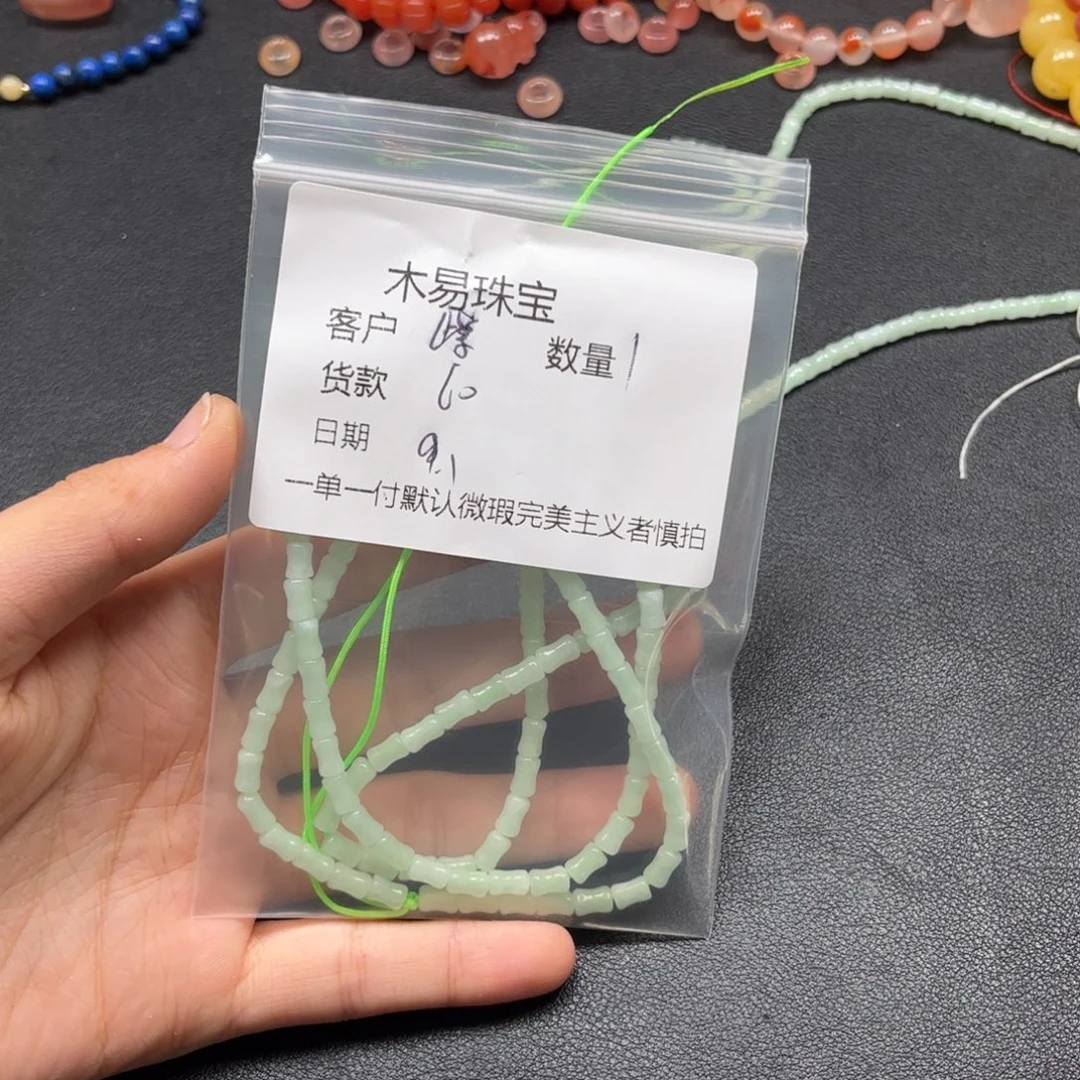 木易珠宝
客户 数量 1
货款 60
日期 9.1
一单一付默认微瑕完美主义者慎拍